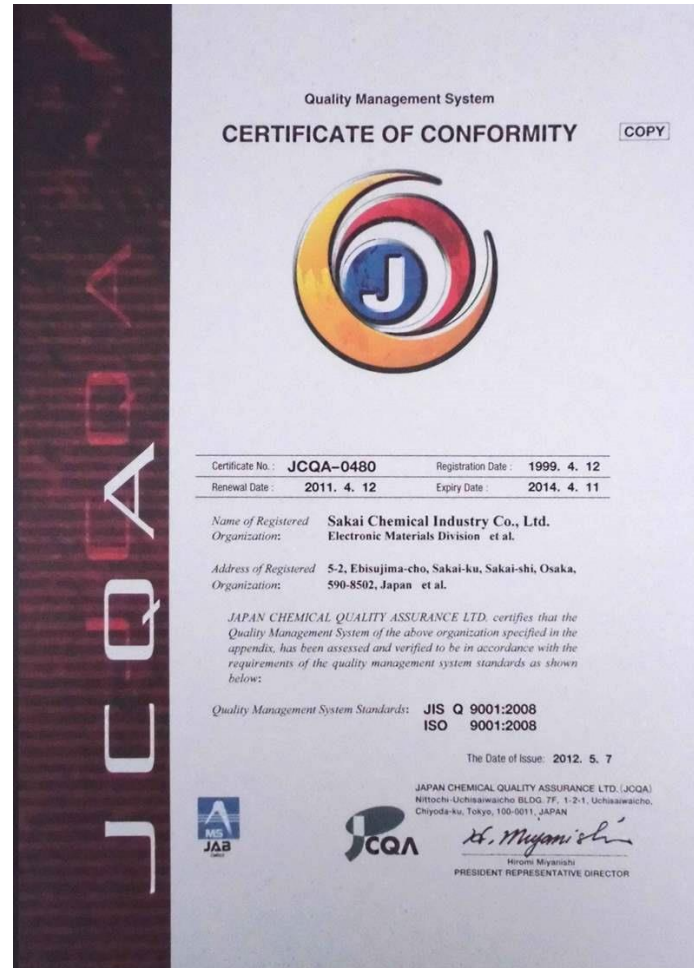 Quality Management System
CERTIFICATE OF CONFORMITY COPY
J
Certificate No. : JCQA-0480 Registration Date : 1999. 4. 12
Renewal Date : 2011. 4. 12 Expiry Date : 2014. 4. 11
Name of Registered Sakai Chemical Industry Co., Ltd.
Organization: Electronic Materials Division et al.
Address of Registered 5-2, Ebisujima-cho, Sakai-ku, Sakai-shi, Osaka,
Organization: 590-8502, Japan et al.
JAPAN CHEMICAL QUALITY ASSURANCE LTD. certifies that the
Quality Management System of the above organization specified in the
appendix, has been assessed and verified to be in accordance with the
requirements of the quality management system standards as shown
below:
Quality Management System Standards: JIS Q 9001:2008
ISO 9001:2008
The Date of Issue: 2012. 5. 7
JAPAN CHEMICAL QUALITY ASSURANCE LTD. (JCQA)
Nittochi-Uchisaiwaicho BLDG. 7F, 1-2-1, Uchisaiwaicho,
Chiyoda-ku, Tokyo, 100-0011, JAPAN
H. Miyanishi
Hiromi Miyanishi
PRESIDENT REPRESENTATIVE DIRECTOR
MS
JAB
JCQA
JCQA
JCQA